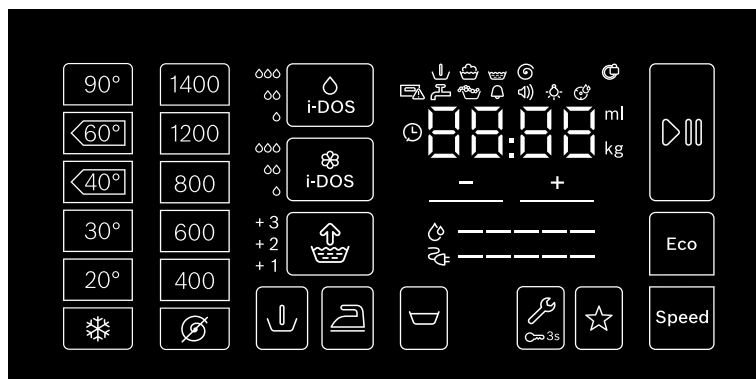 90° 1400
60° 1200
40° 800
30° 600
20° 400
i-DOS
i-DOS
+ 3
+ 2
+ 1
88:88 ml
kg
− +
3s
Eco
Speed